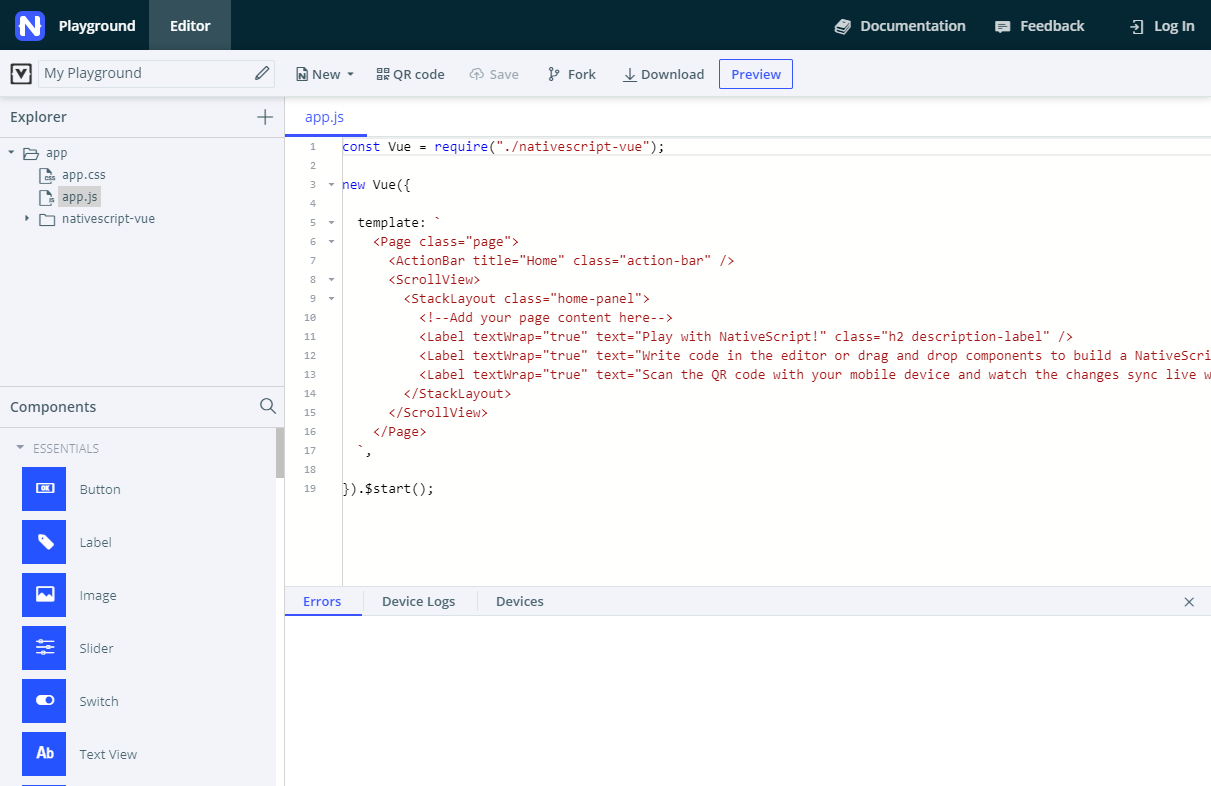 Playground Editor Documentation Feedback Log In
My Playground New QR code Save Fork Download Preview
Explorer
app
app.css
app.js
nativescript-vue
Components
ESSENTIALS
Button
Label
Image
Slider
Switch
Ab Text View
app.js
1 const Vue = require("./nativescript-vue");
2
3 new Vue({
4
5 template: `
6 <Page class="page">
7 <ActionBar title="Home" class="action-bar" />
8 <ScrollView>
9 <StackLayout class="home-panel">
10 <!--Add your page content here-->
11 <Label textWrap="true" text="Play with NativeScript!" class="h2 description-label" />
12 <Label textWrap="true" text="Write code in the editor or drag and drop components to build a NativeScri
13 <Label textWrap="true" text="Scan the QR code with your mobile device and watch the changes sync live w
14 </StackLayout>
15 </ScrollView>
16 </Page>
17 `,
18
19 }).$start();
Errors Device Logs Devices